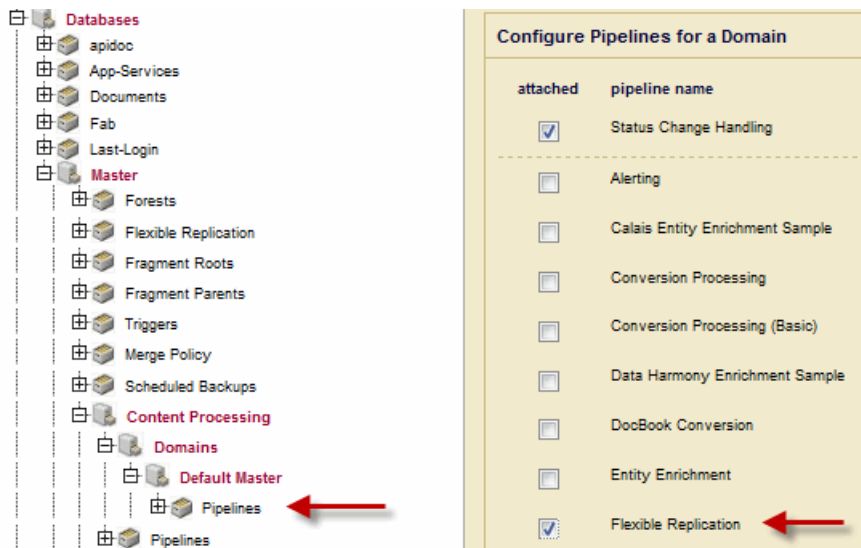 Databases
apidoc
App-Services
Documents
Fab
Last-Login
Master
Forests
Flexible Replication
Fragment Roots
Fragment Parents
Triggers
Merge Policy
Scheduled Backups
Content Processing
Domains
Default Master
Pipelines
Pipelines
Configure Pipelines for a Domain
attached pipeline name
Status Change Handling
Alerting
Calais Entity Enrichment Sample
Conversion Processing
Conversion Processing (Basic)
Data Harmony Enrichment Sample
DocBook Conversion
Entity Enrichment
Flexible Replication